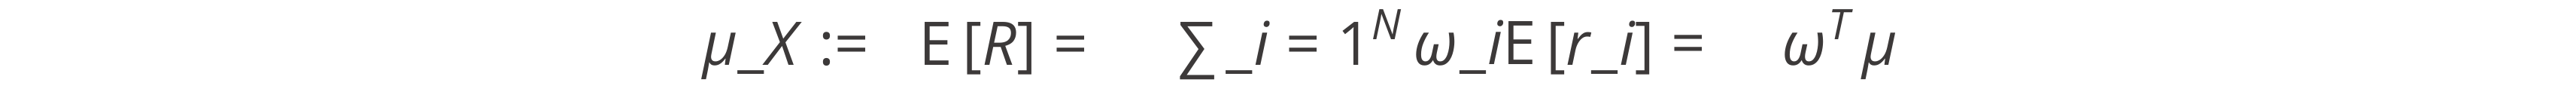 μ_X := E[R] = ∑_i = 1^N ω_iE[r_i] = ω^T μ